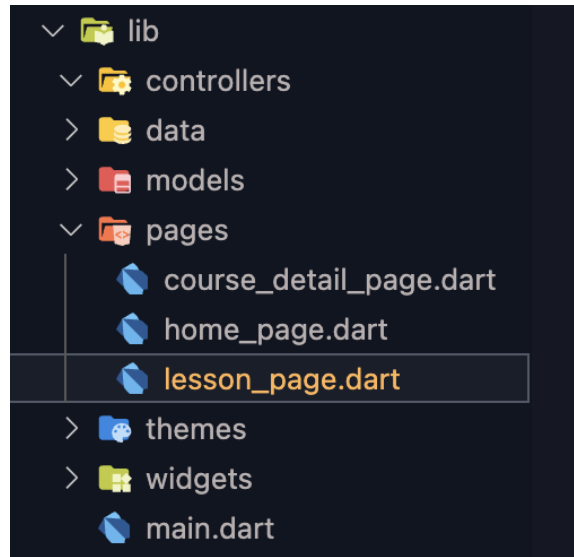 lib
controllers
data
models
pages
course_detail_page.dart
home_page.dart
lesson_page.dart
themes
widgets
main.dart